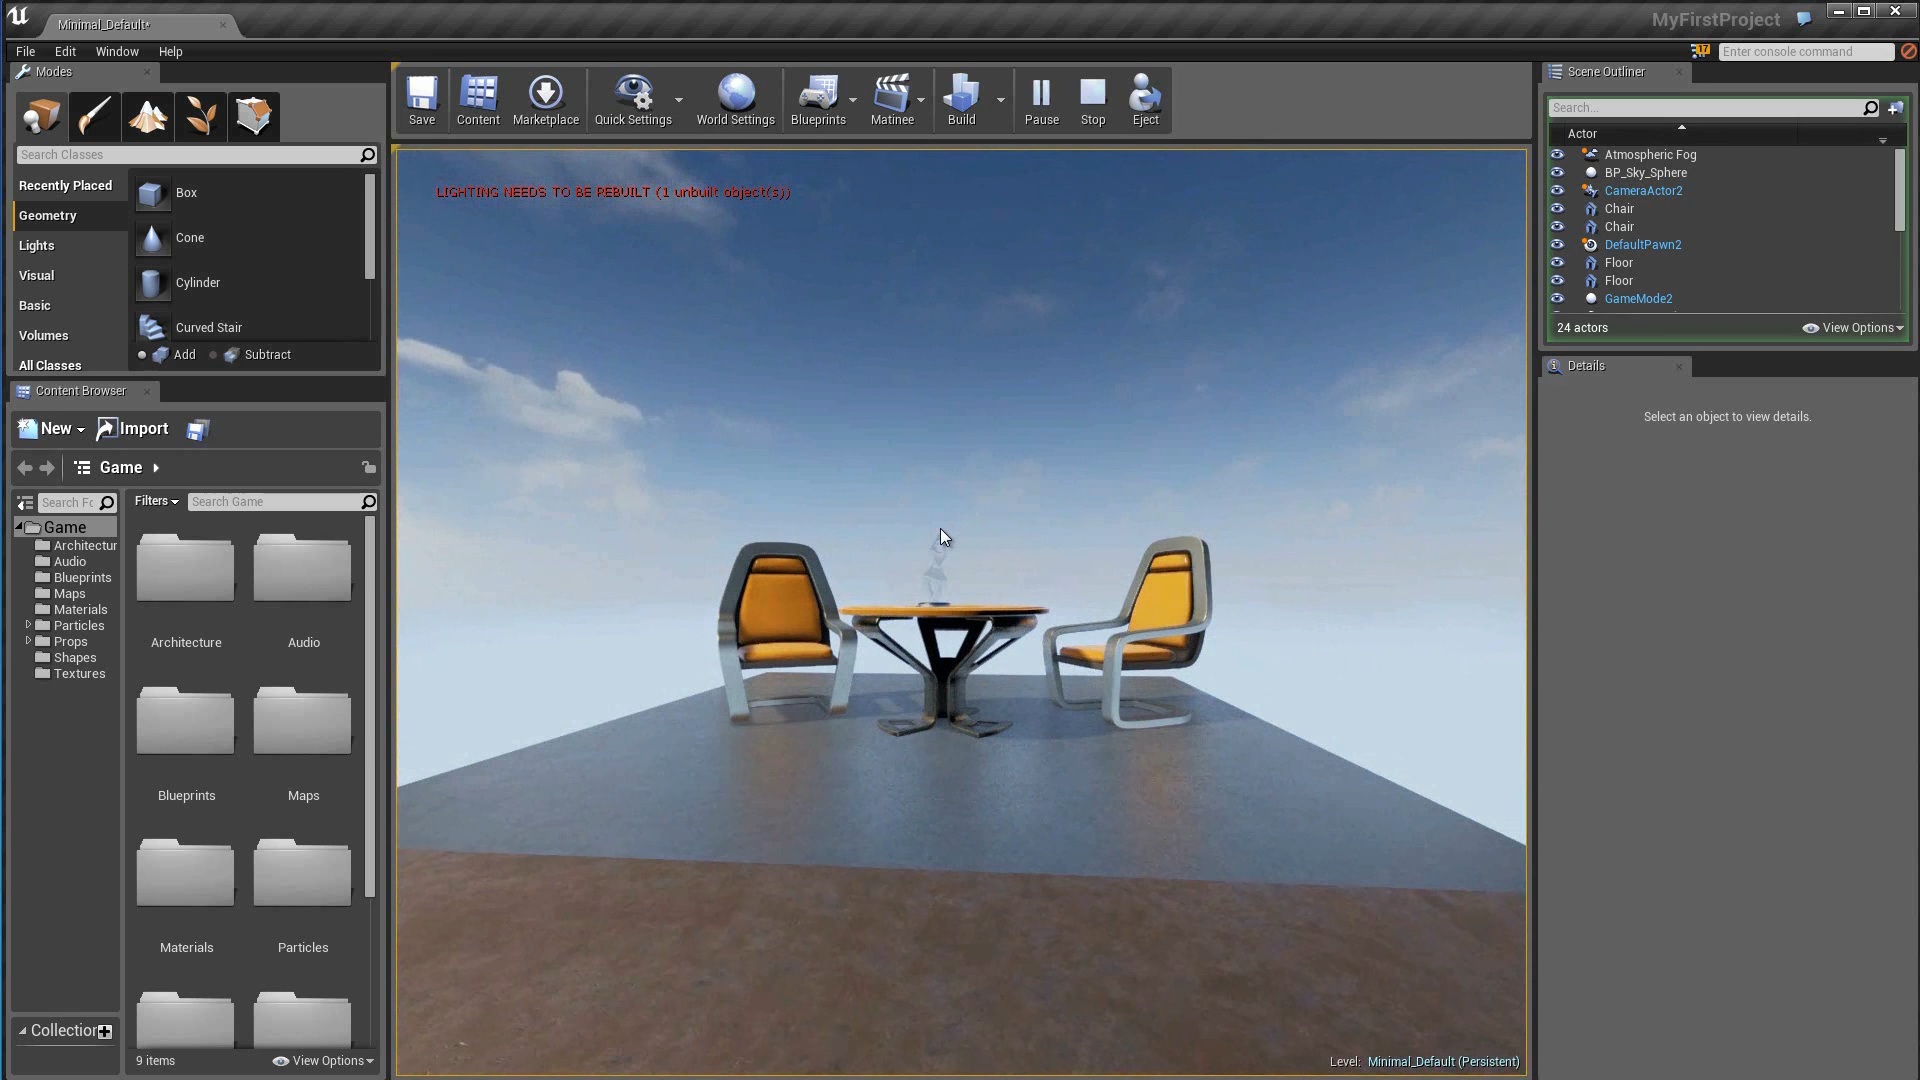 Minimal_Default*
MyFirstProject
File Edit Window Help
17
Enter console command
Modes
Search Classes
Recently Placed
Geometry
Lights
Visual
Basic
Volumes
All Classes
Box
Cone
Cylinder
Curved Stair
Add Subtract
Content Browser
New Import
Game
Search Fc
Filters
Search Game
Game
Architectur
Audio
Blueprints
Maps
Materials
Particles
Props
Shapes
Textures
Architecture Audio
Blueprints Maps
Materials Particles
Collection
9 items View Options
Save Content Marketplace Quick Settings World Settings Blueprints Matinee Build Pause Stop Eject
LIGHTING NEEDS TO BE REBUILT (1 unbuilt object(s))
Level: Minimal_Default (Persistent)
Scene Outliner
Search...
Actor
Atmospheric Fog
BP_Sky_Sphere
CameraActor2
Chair
Chair
DefaultPawn2
Floor
Floor
GameMode2
24 actors View Options
Details
Select an object to view details.